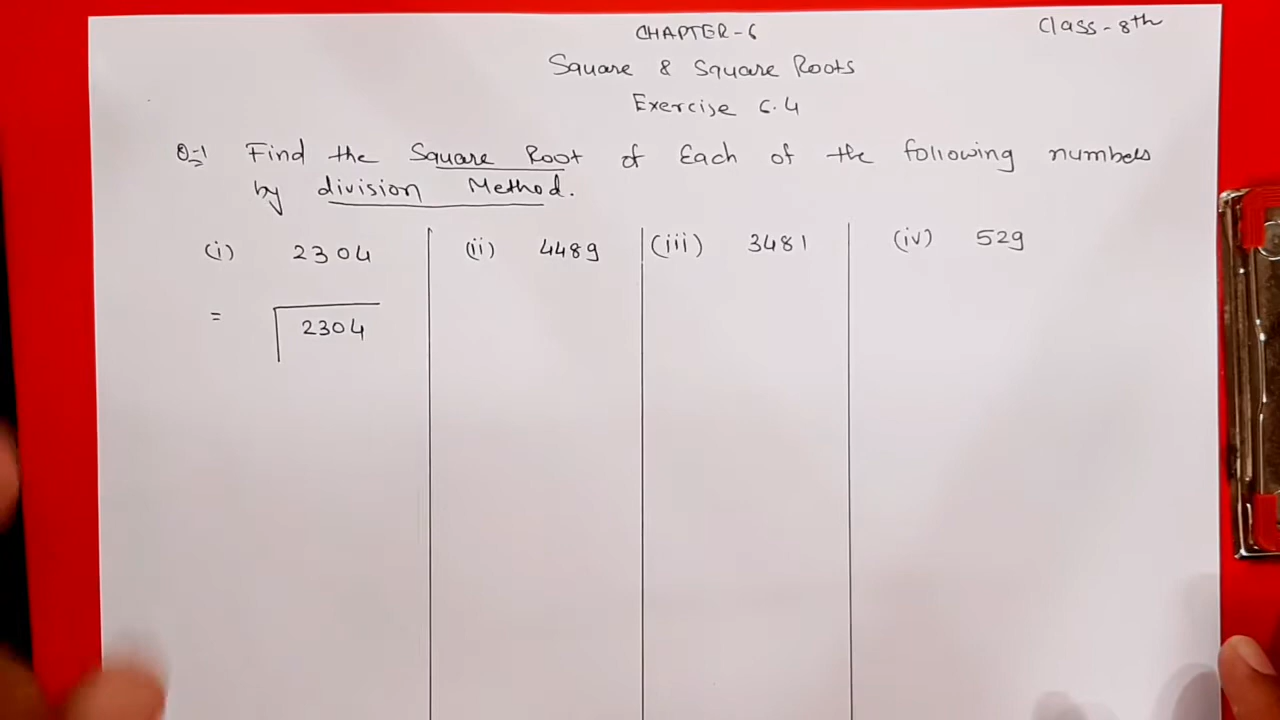 CHAPTER-6
Class-8th
Square & Square Roots
Exercise 6.4
Q-1 Find the Square Root of Each of the following numbers
by division Method.
(i) 2304 (ii) 4489 (iii) 3481 (iv) 529
= 2304